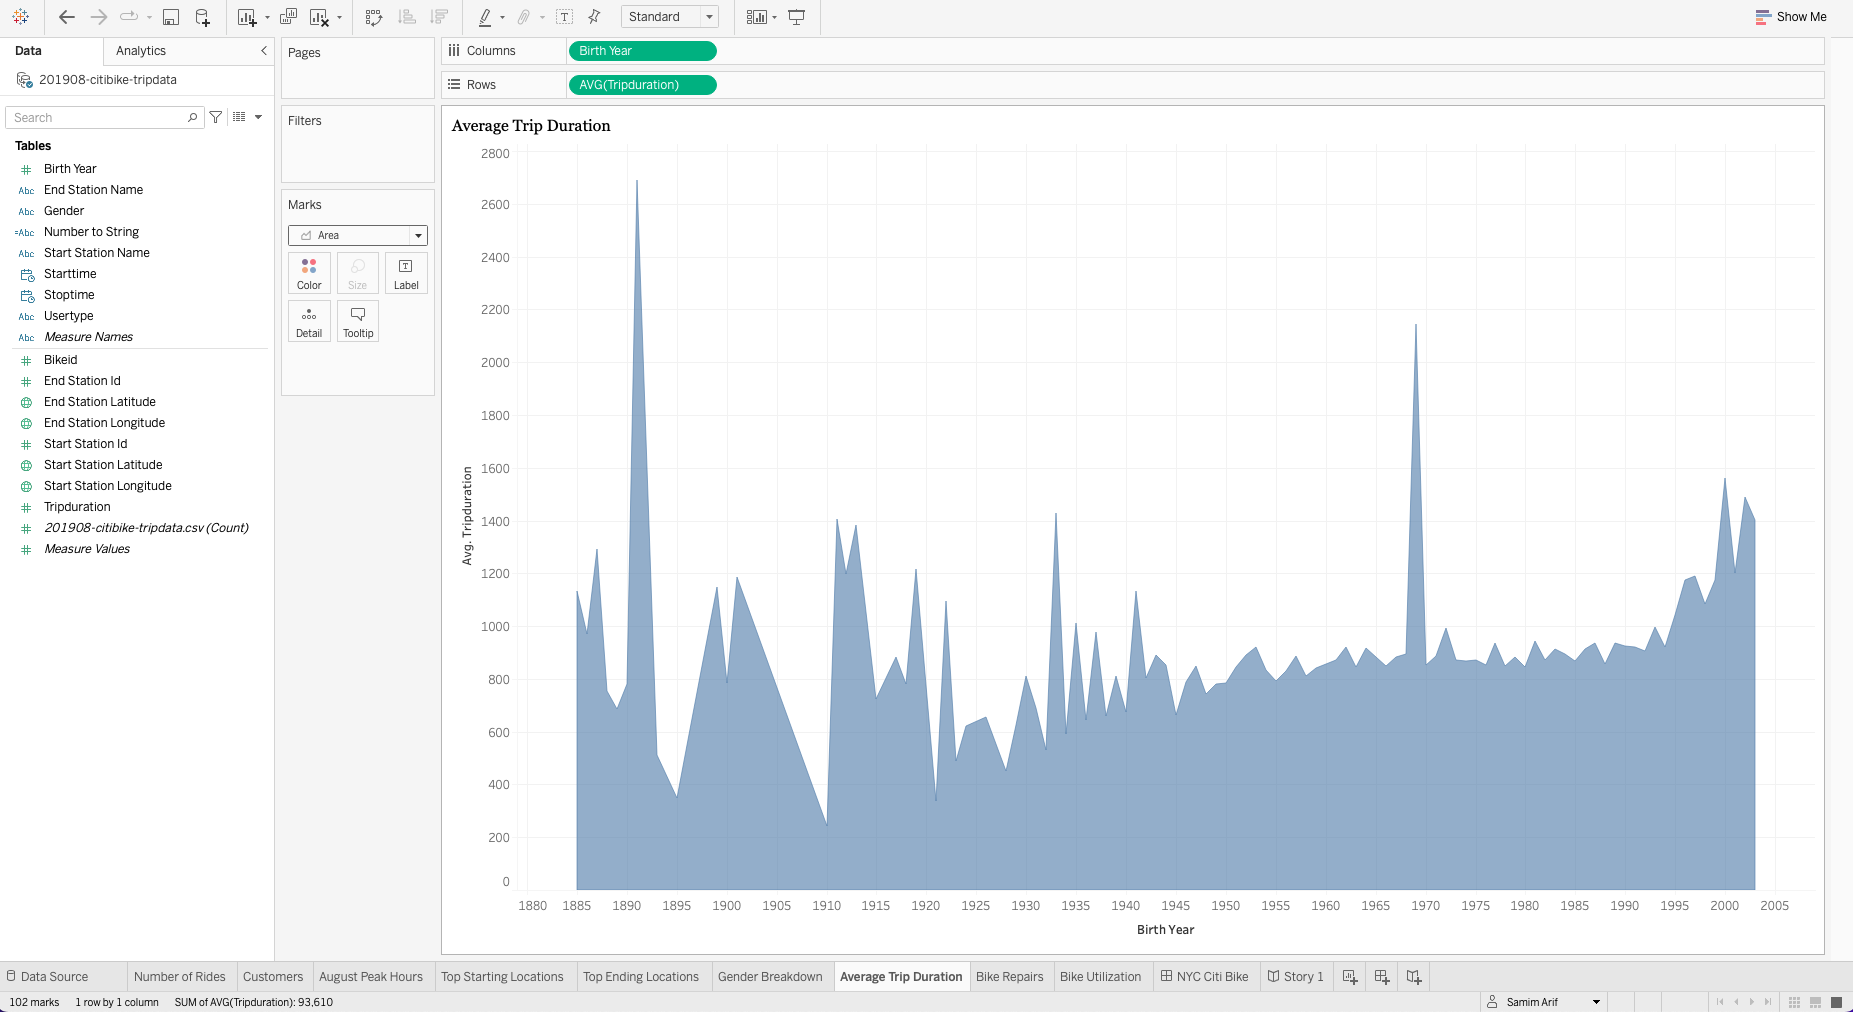 Standard
Show Me
Data
Analytics
201908-citibike-tripdata
Search
Tables
Birth Year
Abc End Station Name
Abc Gender
=Abc Number to String
Abc Start Station Name
Starttime
Stoptime
Abc Usertype
Abc Measure Names
Bikeid
End Station Id
End Station Latitude
End Station Longitude
Start Station Id
Start Station Latitude
Start Station Longitude
Tripduration
201908-citibike-tripdata.csv (Count)
Measure Values
Pages
Filters
Marks
Area
Color
Size
Label
Detail
Tooltip
Columns
Birth Year
Rows
AVG(Tripduration)
Average Trip Duration
2800
2600
2400
2200
2000
1800
1600
1400
1200
1000
800
600
400
200
0
Avg. Tripduration
1880 1885 1890 1895 1900 1905 1910 1915 1920 1925 1930 1935 1940 1945 1950 1955 1960 1965 1970 1975 1980 1985 1990 1995 2000 2005
Birth Year
Data Source
Number of Rides
Customers
August Peak Hours
Top Starting Locations
Top Ending Locations
Gender Breakdown
Average Trip Duration
Bike Repairs
Bike Utilization
NYC Citi Bike
Story 1
102 marks
1 row by 1 column
SUM of AVG(Tripduration): 93,610
Samim Arif